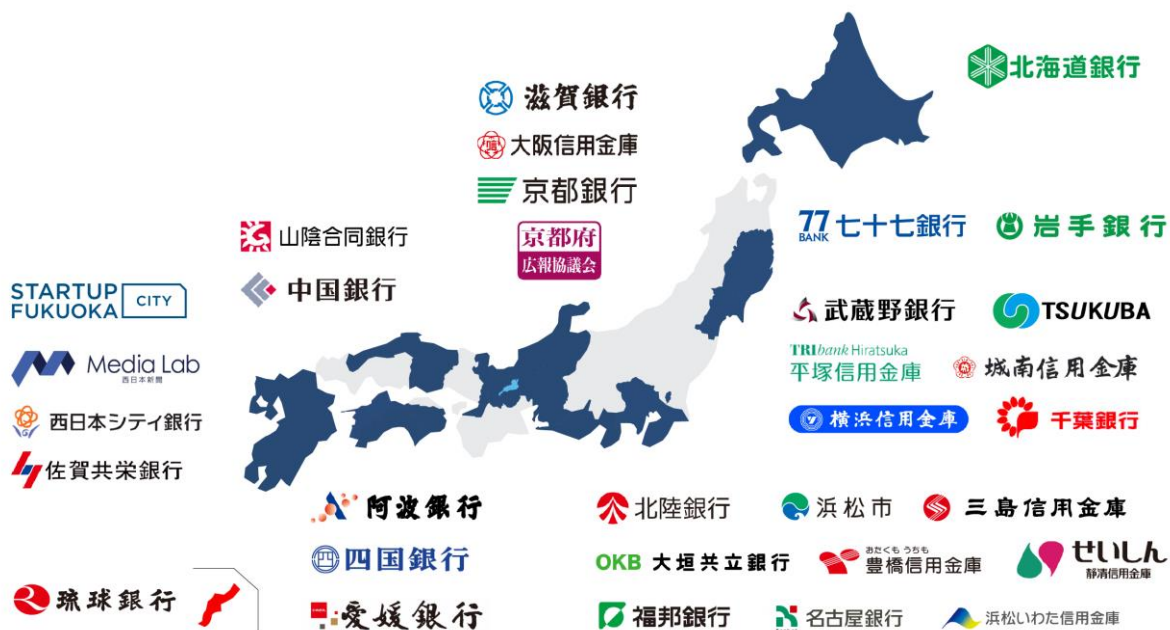 北海道銀行
滋賀銀行
大阪信用金庫
京都銀行
京都府
広報協議会
山陰合同銀行
中国銀行
77
BANK
七十七銀行
岩手銀行
STARTUP
FUKUOKA
CITY
Media Lab
西日本新聞
西日本シティ銀行
佐賀共栄銀行
武蔵野銀行
TSUKUBA
TRIbank Hiratsuka
平塚信用金庫
城南信用金庫
横浜信用金庫
千葉銀行
阿波銀行
四国銀行
愛媛銀行
琉球銀行
北陸銀行
浜松市
三島信用金庫
OKB 大垣共立銀行
おたくも うちも
豊橋信用金庫
せいしん
静清信用金庫
福邦銀行
名古屋銀行
浜松いわた信用金庫